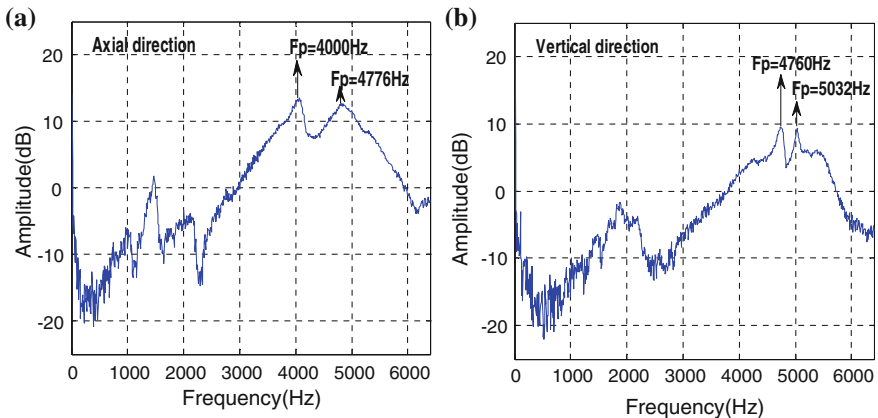 (a)
Axial direction
Fp=4000Hz
Fp=4776Hz
Amplitude(dB)
20
10
0
-10
-20
0 1000 2000 3000 4000 5000 6000
Frequency(Hz)
(b)
Vertical direction
Fp=4760Hz
Fp=5032Hz
Amplitude(dB)
20
10
0
-10
-20
0 1000 2000 3000 4000 5000 6000
Frequency(Hz)